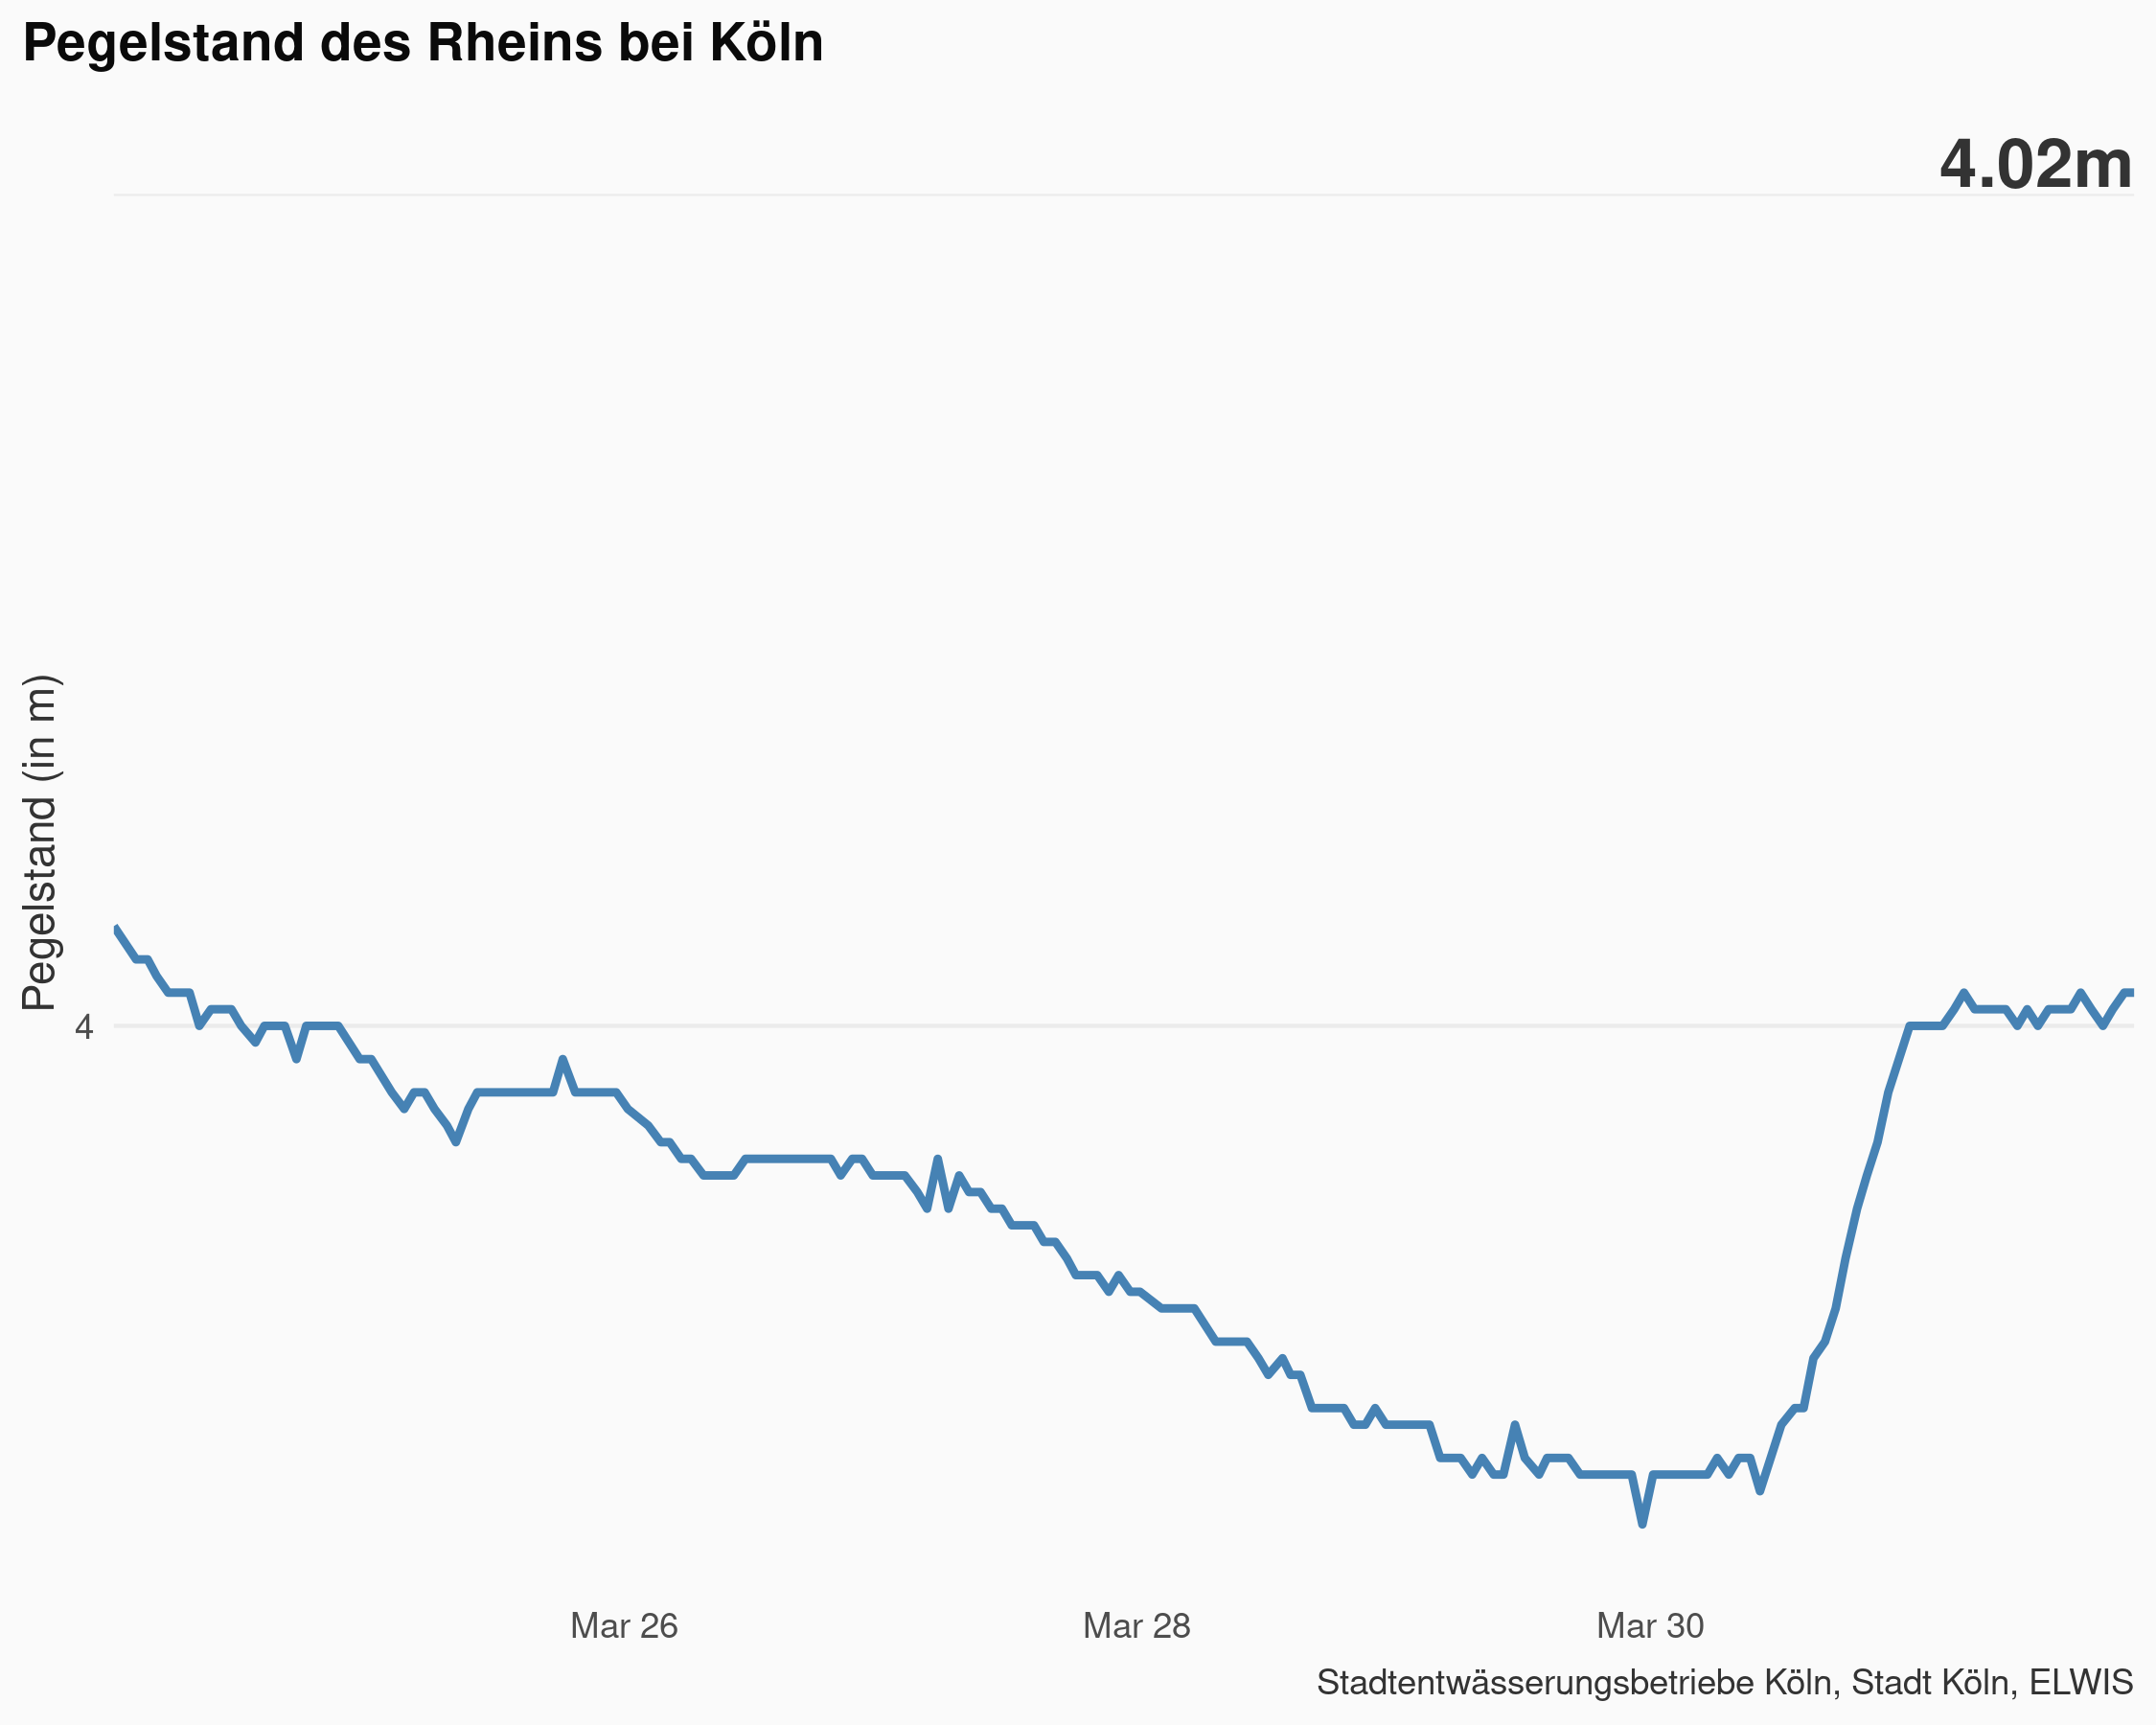 Pegelstand des Rheins bei Köln
4.02m
Pegelstand (in m)
4
Mar 26
Mar 28
Mar 30
Stadtentwässerungsbetriebe Köln, Stadt Köln, ELWIS